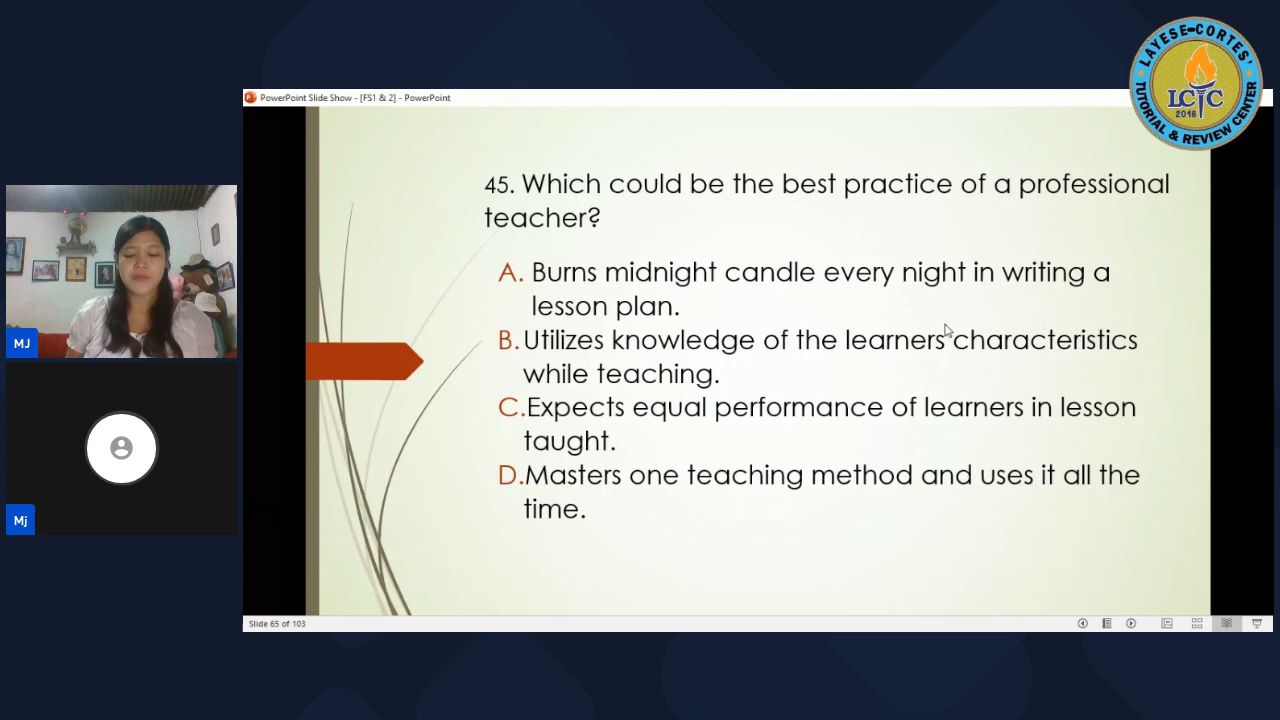 LAYESE-CORTES'
LCTC
2018
TUTORIAL & REVIEW CENTER
PowerPoint Slide Show - [FS1 & 2] - PowerPoint
45. Which could be the best practice of a professional
teacher?
A. Burns midnight candle every night in writing a
lesson plan.
B. Utilizes knowledge of the learners characteristics
while teaching.
C. Expects equal performance of learners in lesson
taught.
D. Masters one teaching method and uses it all the
time.
MJ
Mj
Slide 65 of 103